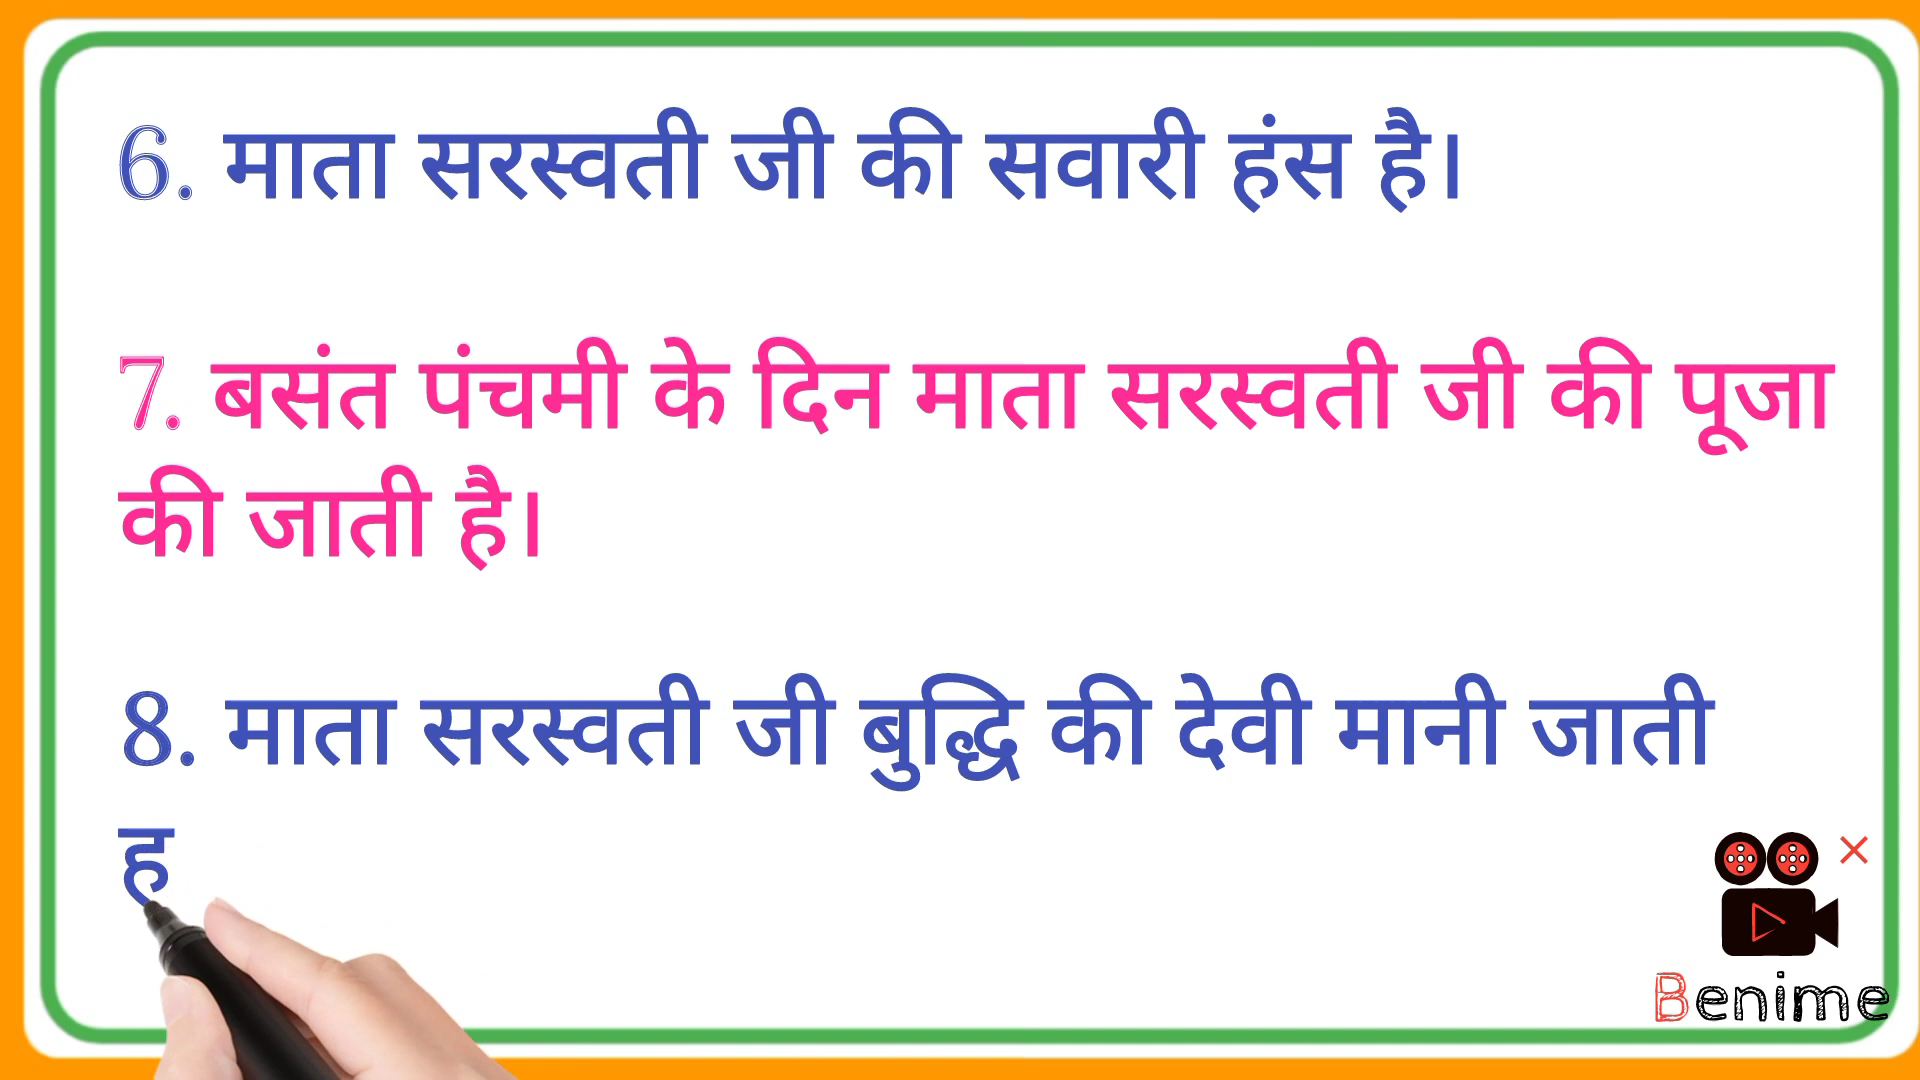 6. माता सरस्वती जी की सवारी हंस है।
7. बसंत पंचमी के दिन माता सरस्वती जी की पूजा
की जाती है।
8. माता सरस्वती जी बुद्धि की देवी मानी जाती
ह
Benime